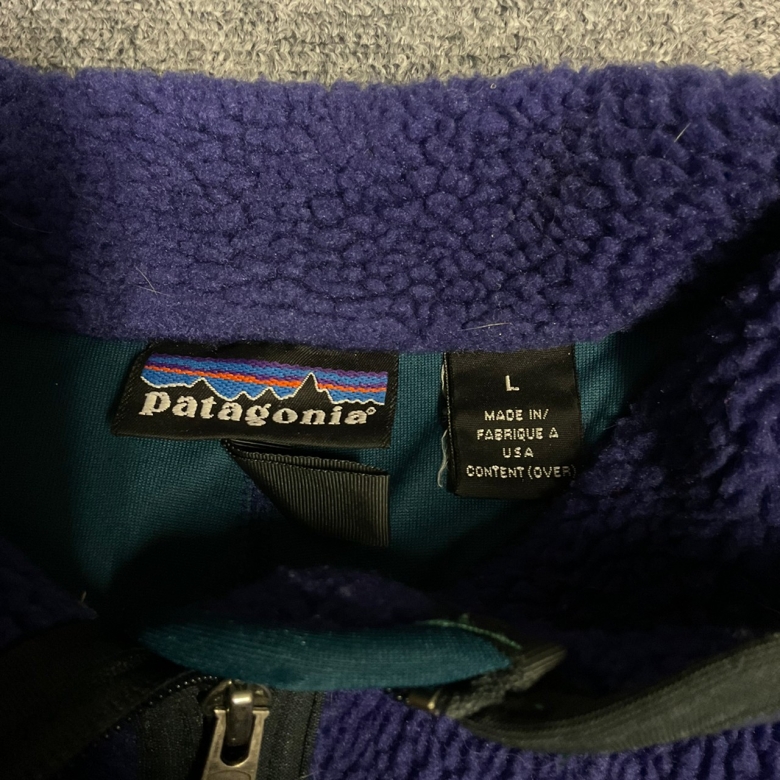 patagonia®
L
MADE IN/
FABRIQUE A
USA
CONTENT (OVER)